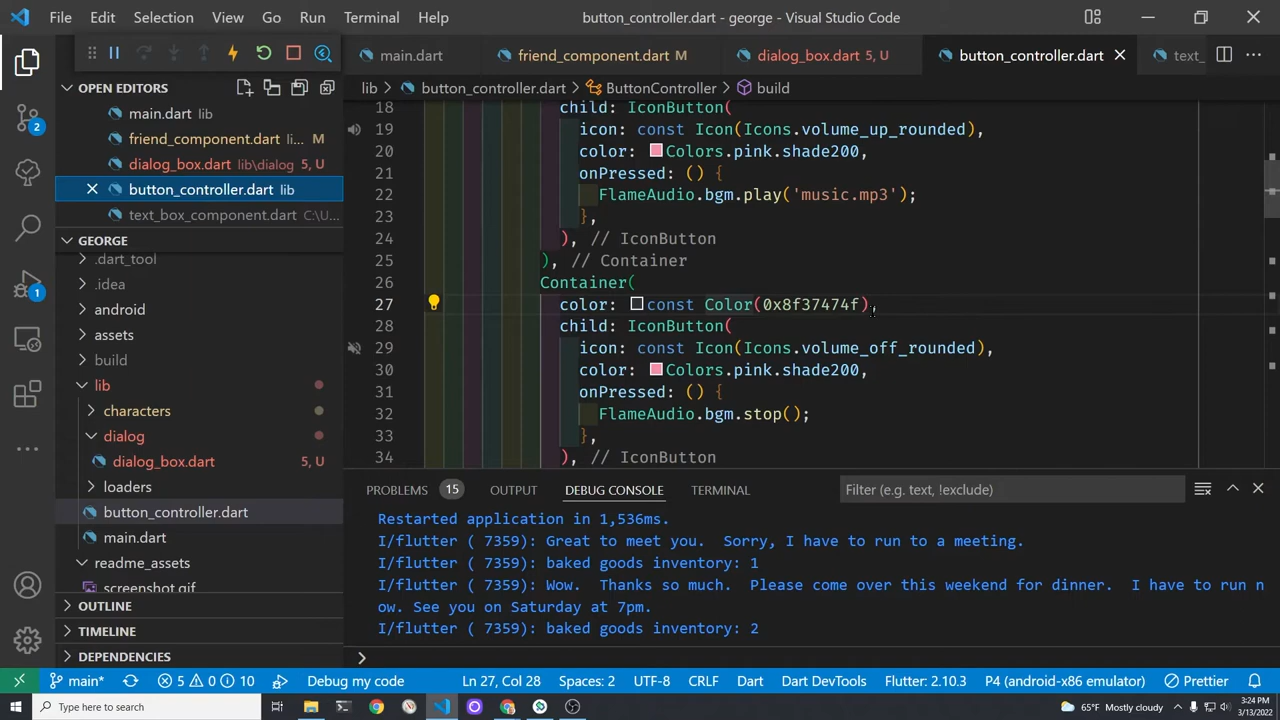 File Edit Selection View Go Run Terminal Help
button_controller.dart - george - Visual Studio Code
main.dart
friend_component.dart M
dialog_box.dart 5, U
button_controller.dart
text_
OPEN EDITORS
main.dart lib
friend_component.dart li... M
dialog_box.dart lib\dialog 5, U
button_controller.dart lib
text_box_component.dart C:\U...
GEORGE
.dart_tool
.idea
android
assets
build
lib
characters
dialog
dialog_box.dart 5, U
loaders
button_controller.dart
main.dart
readme_assets
screenshot.gif
OUTLINE
TIMELINE
DEPENDENCIES
2
lib > button_controller.dart > ButtonController > build
18 child: IconButton(
19 icon: const Icon(Icons.volume_up_rounded),
20 color: Colors.pink.shade200,
21 onPressed: () {
22 FlameAudio.bgm.play('music.mp3');
23 },
24 ), // IconButton
25 ), // Container
26 Container(
27 color: const Color(0x8f37474f),
28 child: IconButton(
29 icon: const Icon(Icons.volume_off_rounded),
30 color: Colors.pink.shade200,
31 onPressed: () {
32 FlameAudio.bgm.stop();
33 },
34 ), // IconButton
PROBLEMS 15 OUTPUT DEBUG CONSOLE TERMINAL
Filter (e.g. text, !exclude)
Restarted application in 1,536ms.
I/flutter ( 7359): Great to meet you.  Sorry, I have to run to a meeting.
I/flutter ( 7359): baked goods inventory: 1
I/flutter ( 7359): Wow.  Thanks so much.  Please come over this weekend for dinner.  I have to run n
ow. See you on Saturday at 7pm.
I/flutter ( 7359): baked goods inventory: 2
main* 5 0 10 Debug my code Ln 27, Col 28 Spaces: 2 UTF-8 CRLF Dart Dart DevTools Flutter: 2.10.3 P4 (android-x86 emulator) Prettier
Type here to search
65°F Mostly cloudy
3:24 PM
3/13/2022